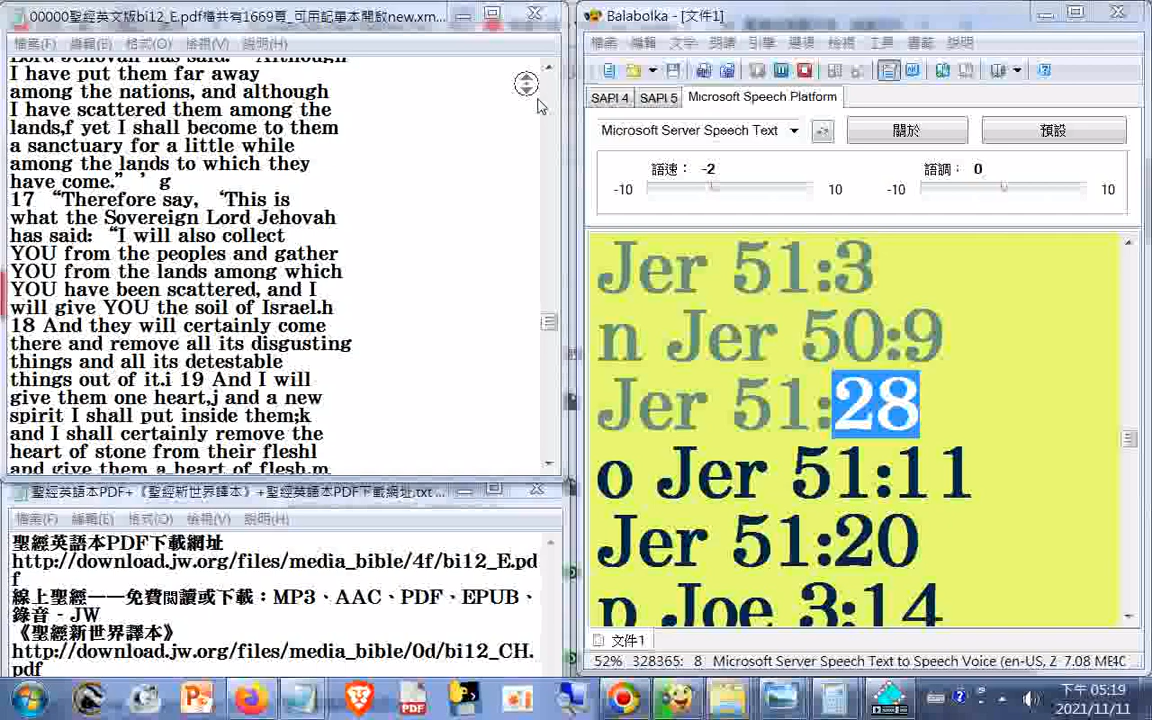 00000聖經英文版bi12_E.pdf檔共有1669頁_可用記事本開啟new.xm...
檔案(F) 編輯(E) 格式(O) 檢視(V) 說明(H)
Lord Jehovah has said: "Although
I have put them far away
among the nations, and although
I have scattered them among the
lands,f yet I shall become to them
a sanctuary for a little while
among the lands to which they
have come." ' g
17 “Therefore say, ‘This is
what the Sovereign Lord Jehovah
has said: “I will also collect
YOU from the peoples and gather
YOU from the lands among which
YOU have been scattered, and I
will give YOU the soil of Israel.h
18 And they will certainly come
there and remove all its disgusting
things and all its detestable
things out of it.i 19 And I will
give them one heart,j and a new
spirit I shall put inside them;k
and I shall certainly remove the
heart of stone from their fleshl
and give them a heart of flesh,m
聖經英語本PDF+《聖經新世界譯本》+聖經英語本PDF下載網址.txt ...
檔案(F) 編輯(E) 格式(O) 檢視(V) 說明(H)
聖經英語本PDF下載網址
http://download.jw.org/files/media_bible/4f/bi12_E.pd
f
線上聖經——免費閱讀或下載：MP3、AAC、PDF、EPUB、
錄音 - JW
《聖經新世界譯本》
http://download.jw.org/files/media_bible/0d/bi12_CH.
pdf
Balabolka - [文件1]
檔案 編輯 文字 朗讀 引擎 選項 檢視 工具 書籤 說明
SAPI 4 SAPI 5 Microsoft Speech Platform
Microsoft Server Speech Text 關於 預設
語速： -2 語調： 0
-10 10 -10 10
Jer 51:3
n Jer 50:9
Jer 51:28
o Jer 51:11
Jer 51:20
p Joe 3:14
文件1
52% 328365: 8 Microsoft Server Speech Text to Speech Voice (en-US, Z 7.08 ME
下午 05:19
2021/11/11